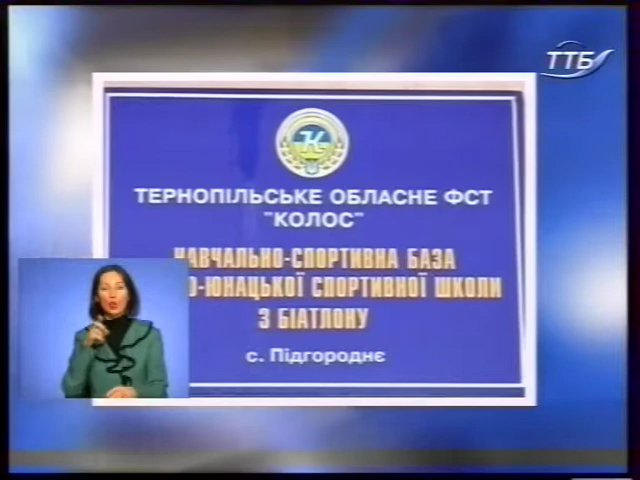 ТТБ
К
ТЕРНОПІЛЬСЬКЕ ОБЛАСНЕ ФСТ
"КОЛОС"
НАВЧАЛЬНО-СПОРТИВНА БАЗА
О-ЮНАЦЬКОЇ СПОРТИВНОЇ ШКОЛИ
З БІАТЛОНУ
с. Підгороднє